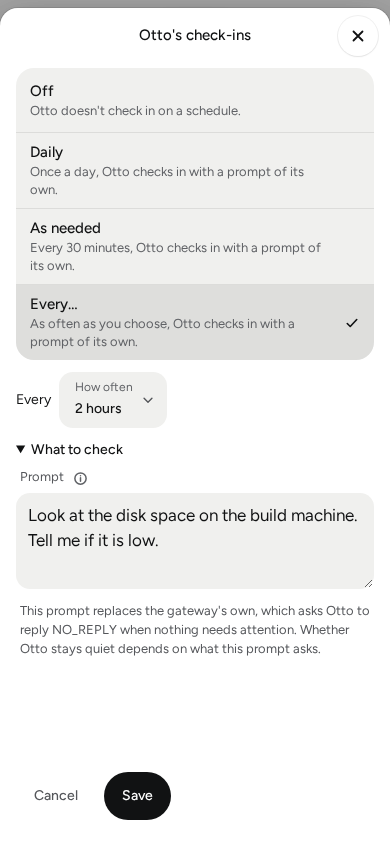 Otto's check-ins
Off
Otto doesn't check in on a schedule.
Daily
Once a day, Otto checks in with a prompt of its
own.
As needed
Every 30 minutes, Otto checks in with a prompt of
its own.
Every…
As often as you choose, Otto checks in with a
prompt of its own.
Every
How often
2 hours
What to check
Prompt
Look at the disk space on the build machine.
Tell me if it is low.
This prompt replaces the gateway's own, which asks Otto to
reply NO_REPLY when nothing needs attention. Whether
Otto stays quiet depends on what this prompt asks.
Cancel
Save